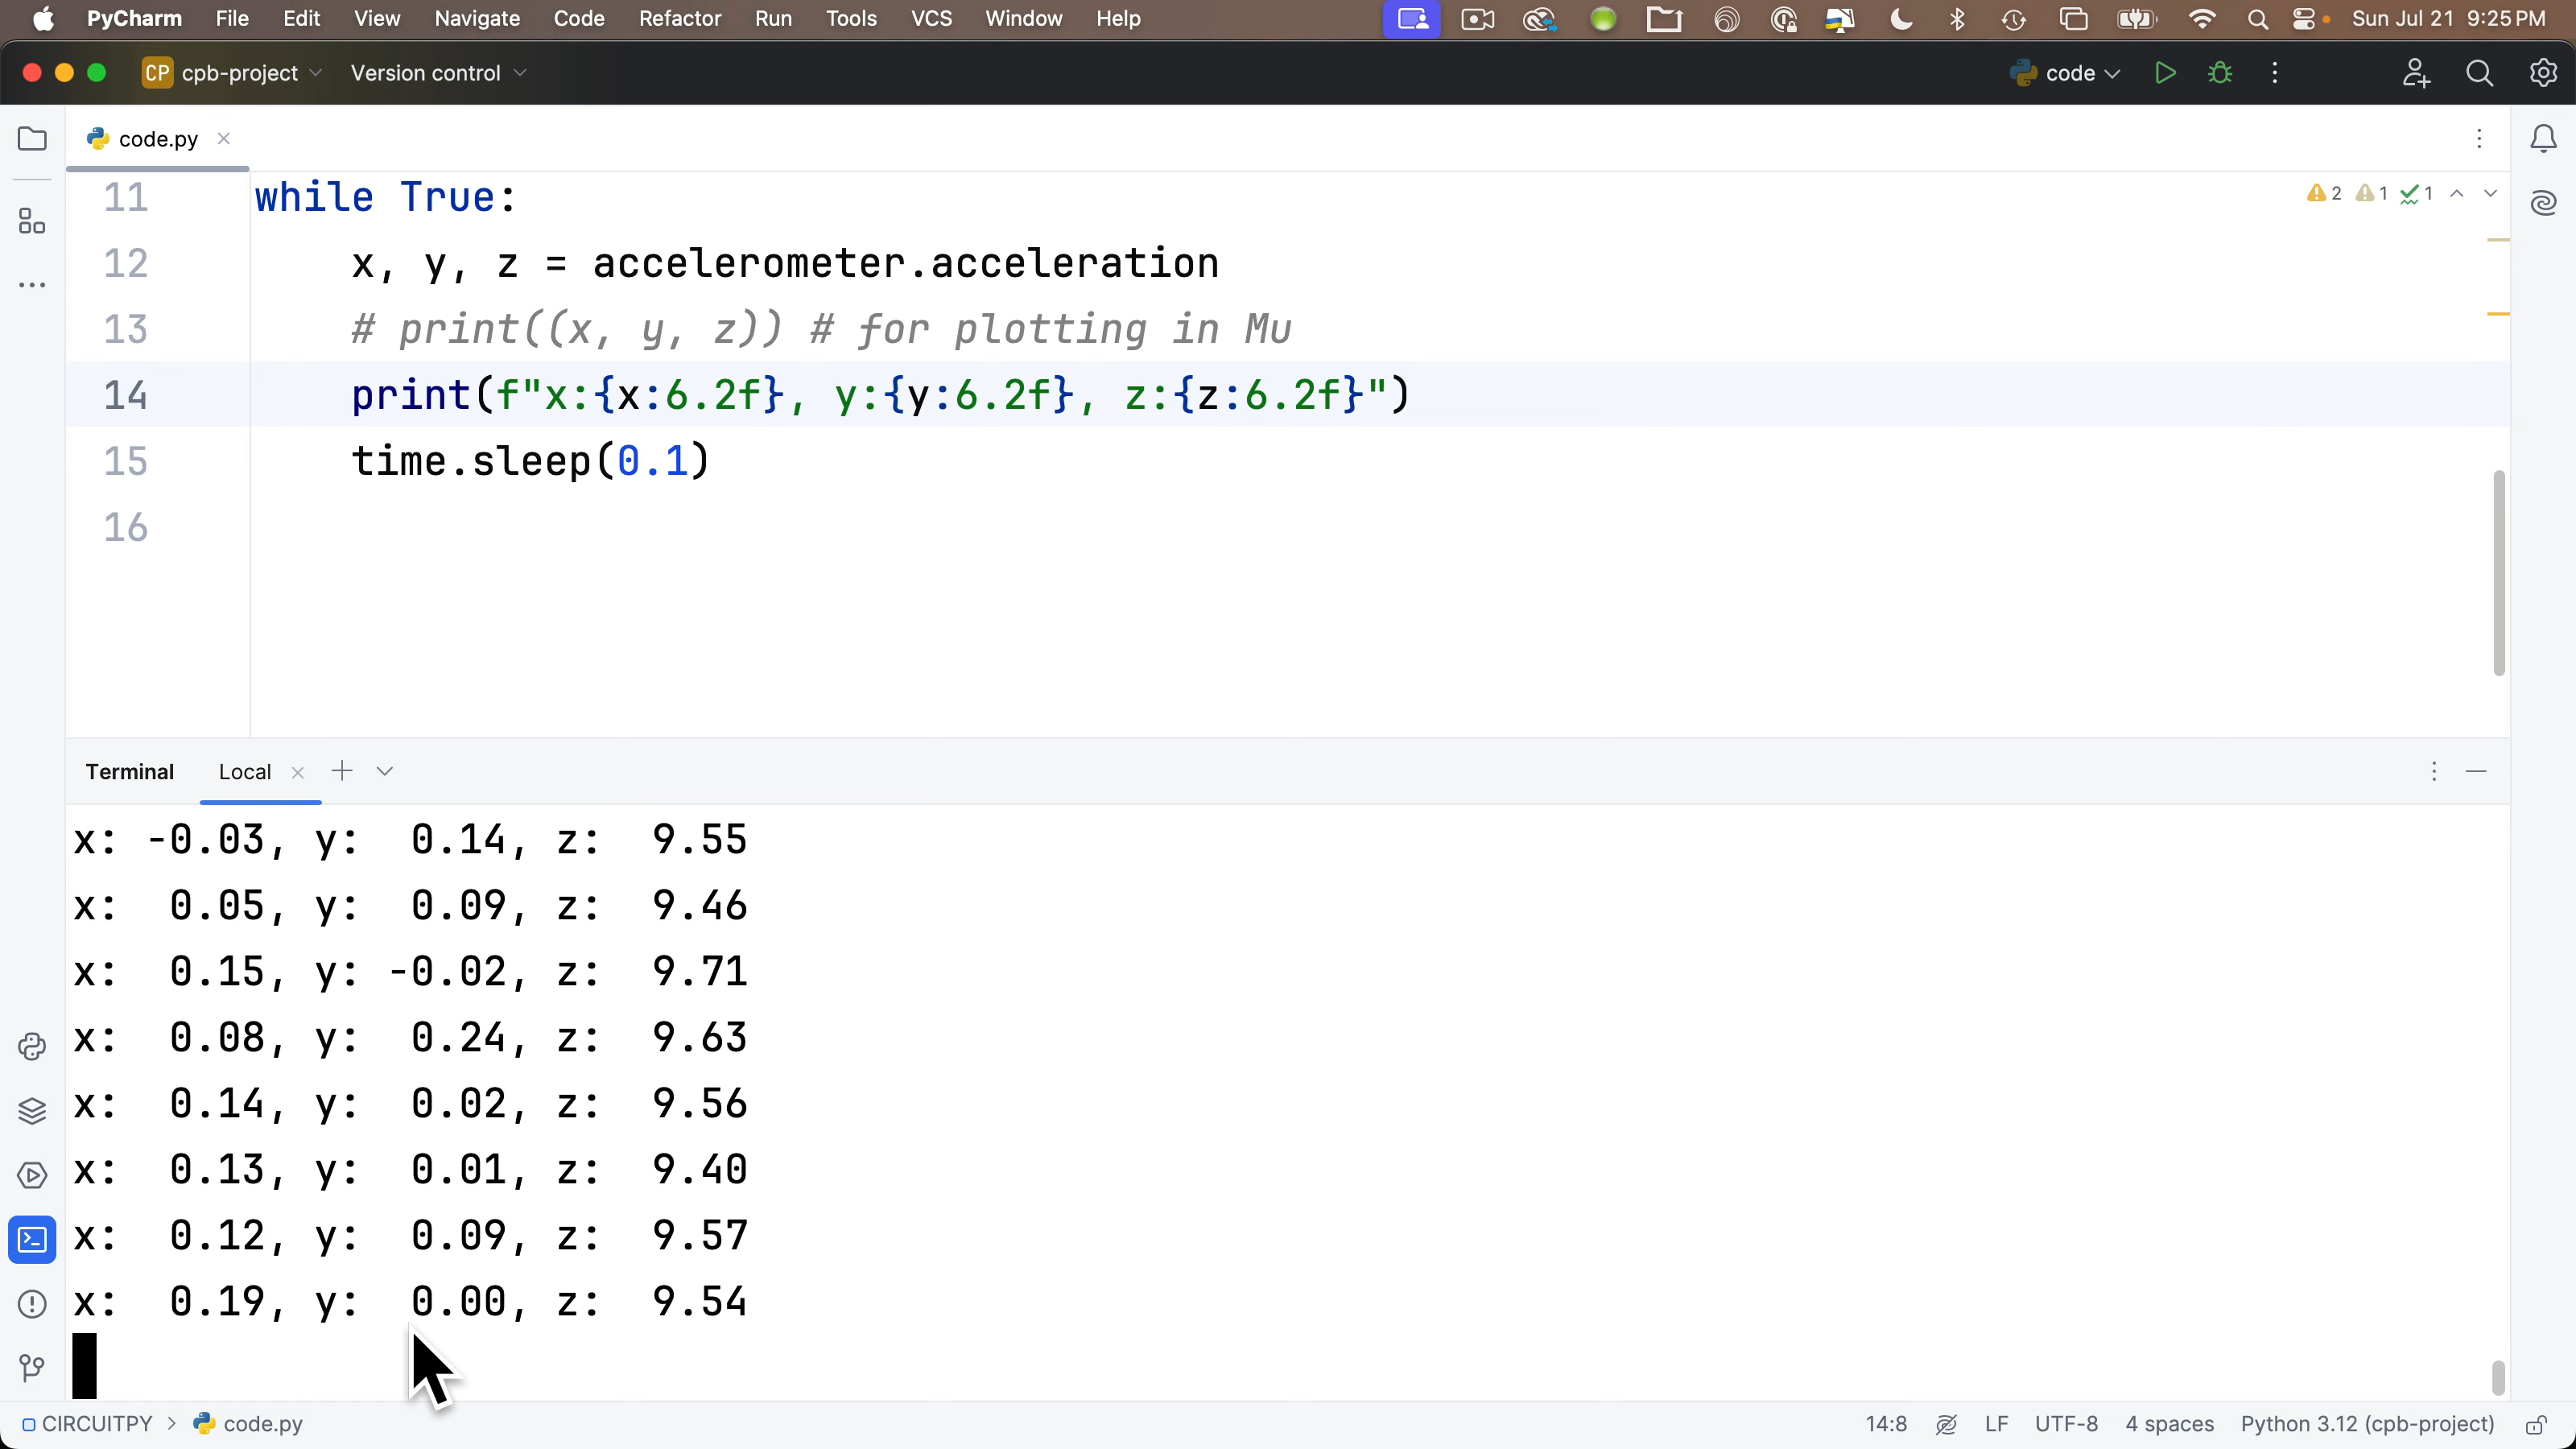 PyCharm File Edit View Navigate Code Refactor Run Tools VCS Window Help Sun Jul 21 9:25 PM
CP cpb-project Version control code
code.py
2 1 1
11 while True:
12 x, y, z = accelerometer.acceleration
13 # print((x, y, z)) # for plotting in Mu
14 print(f"x:{x:6.2f}, y:{y:6.2f}, z:{z:6.2f}")
15 time.sleep(0.1)
16
Terminal Local
x: -0.03, y:  0.14, z:  9.55
x:  0.05, y:  0.09, z:  9.46
x:  0.15, y: -0.02, z:  9.71
x:  0.08, y:  0.24, z:  9.63
x:  0.14, y:  0.02, z:  9.56
x:  0.13, y:  0.01, z:  9.40
x:  0.12, y:  0.09, z:  9.57
x:  0.19, y:  0.00, z:  9.54
CIRCUITPY > code.py 14:8 LF UTF-8 4 spaces Python 3.12 (cpb-project)